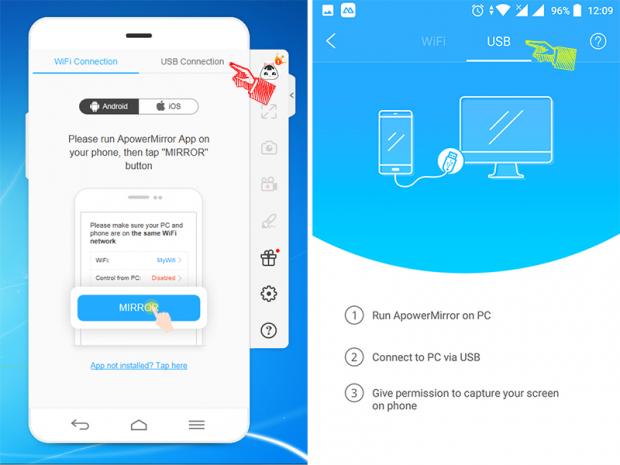 WiFi Connection
USB Connection
Android
iOS
Please run ApowerMirror App on
your phone, then tap "MIRROR"
button
Please make sure your PC and
phone are on the same WiFi
network
WiFi: MyWifi >
Control from PC: Disabled >
MIRROR
App not installed? Tap here
?
96% 12:09
WiFi
USB
?
1 Run ApowerMirror on PC
2 Connect to PC via USB
3 Give permission to capture your screen
on phone